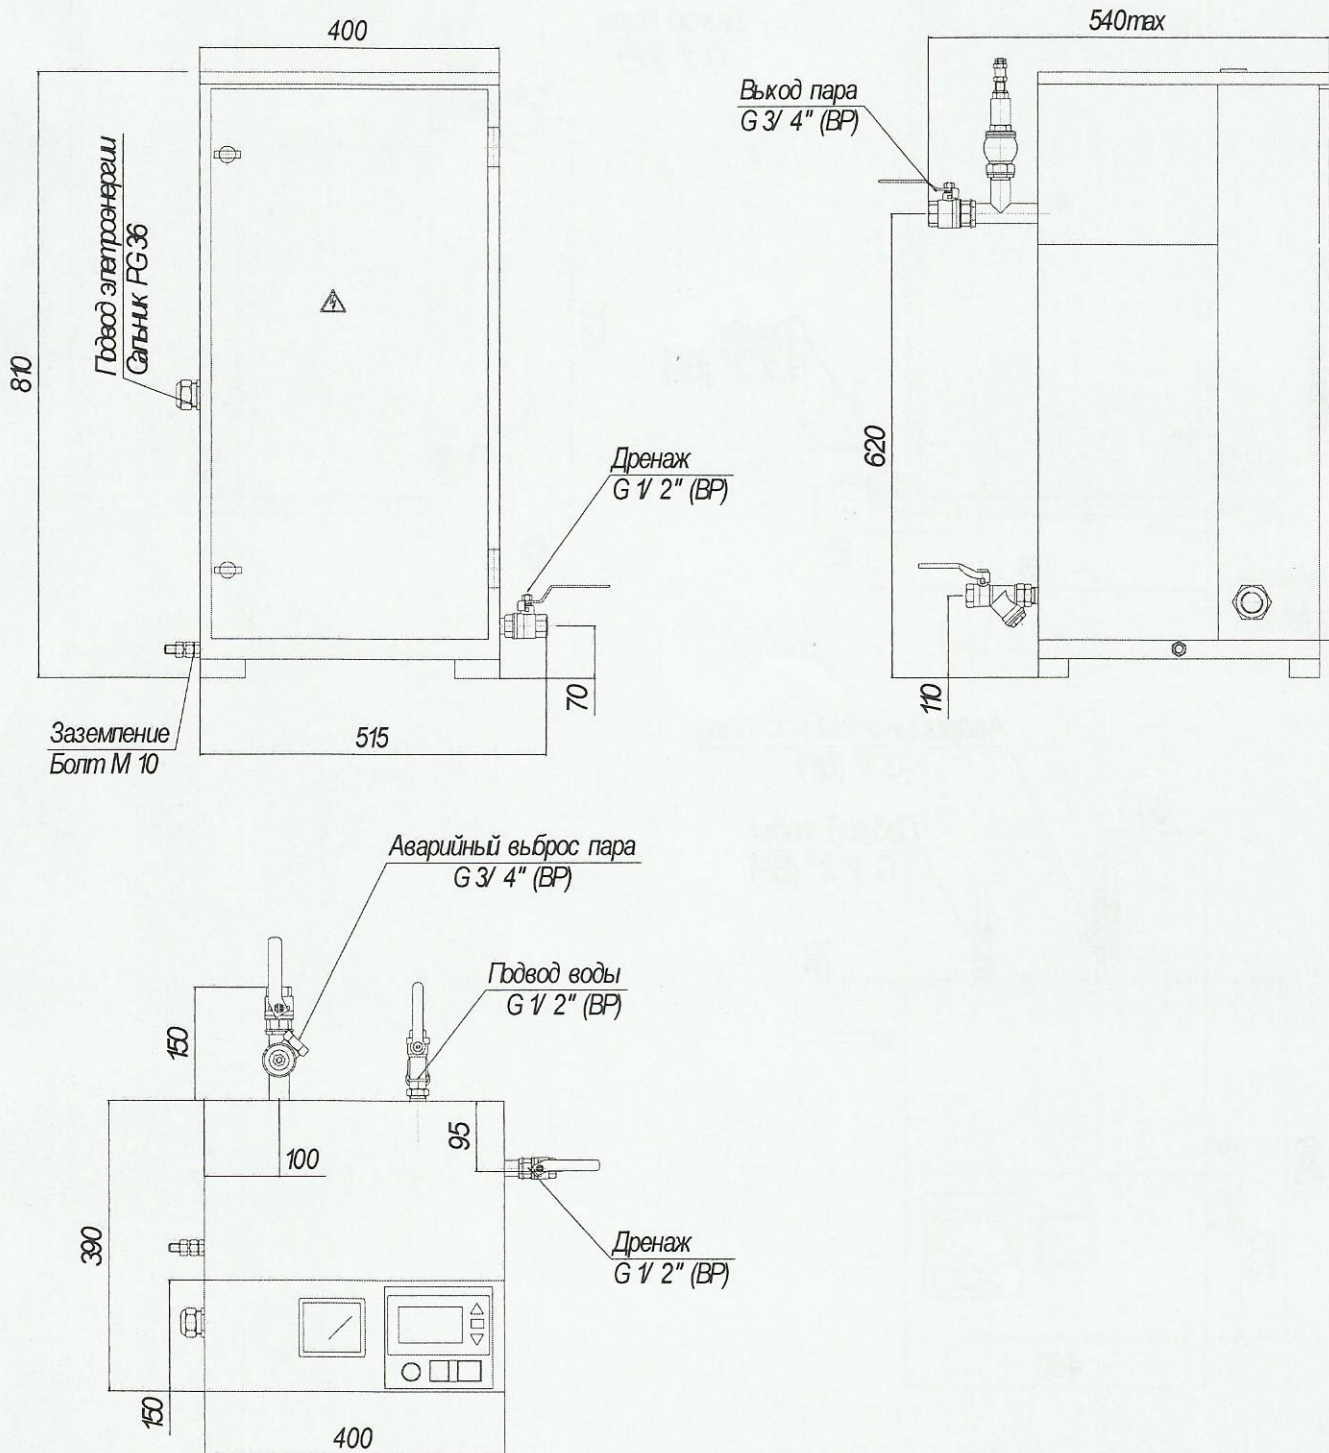 400
540max
Выход пара
G 3/4" (ВР)
Подвод элетроэнергии
Сальник PG 36
810
620
Дренаж
G 1/2" (ВР)
70
110
Заземление
Болт М 10
515
Аварийный выброс пара
G 3/4" (ВР)
Подвод воды
G 1/2" (ВР)
150
95
100
390
Дренаж
G 1/2" (ВР)
150
400